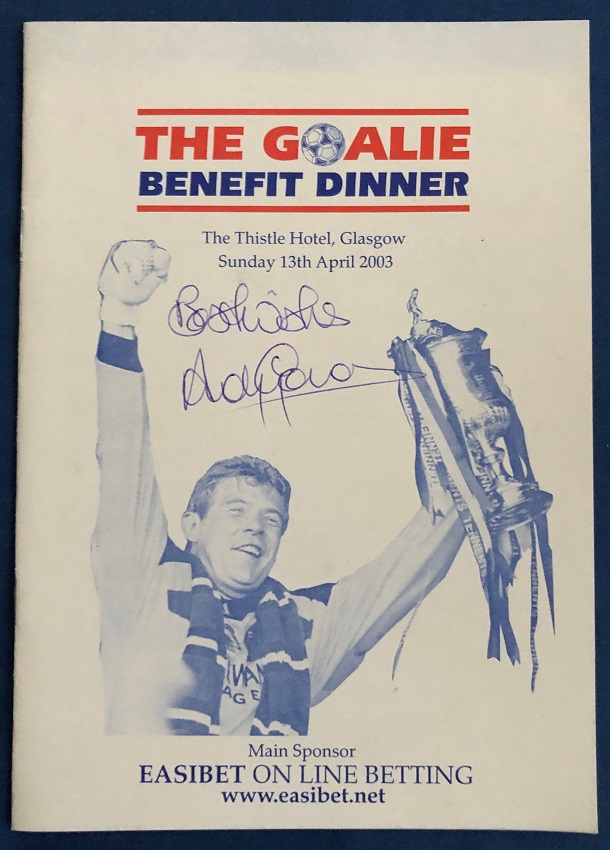 THE GOALIE
BENEFIT DINNER
The Thistle Hotel, Glasgow
Sunday 13th April 2003
Best Wishes
Main Sponsor
EASIBET ON LINE BETTING
www.easibet.net